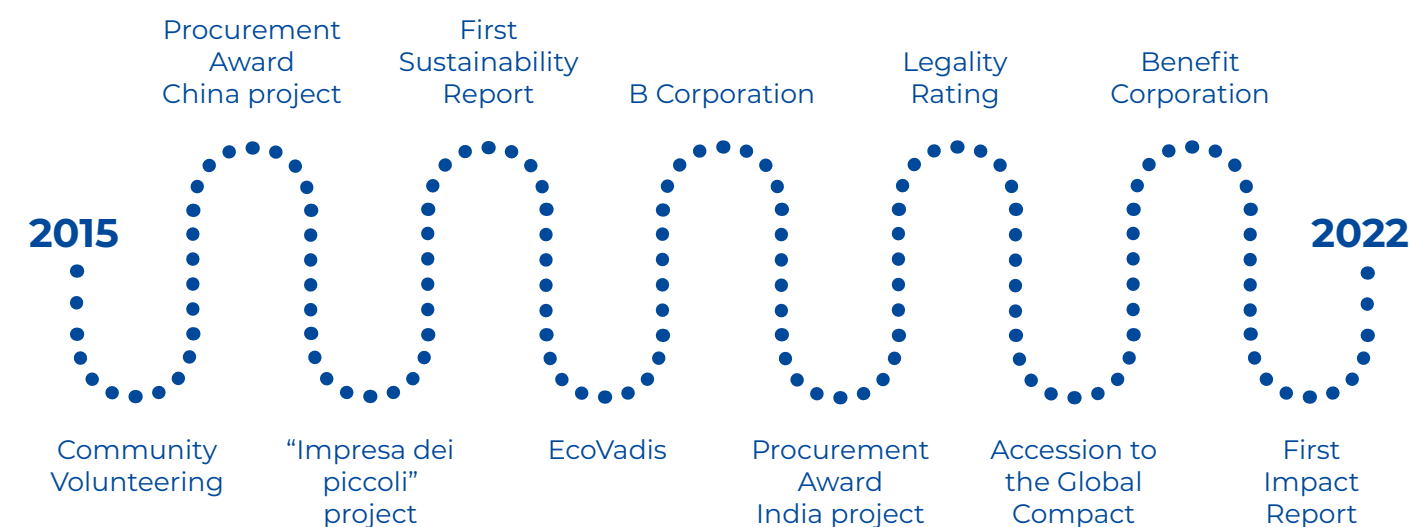 2015
Community
Volunteering
Procurement
Award
China project
“Impresa dei
piccoli”
project
First
Sustainability
Report
EcoVadis
B Corporation
Procurement
Award
India project
Legality
Rating
Accession to
the Global
Compact
Benefit
Corporation
First
Impact
Report
2022